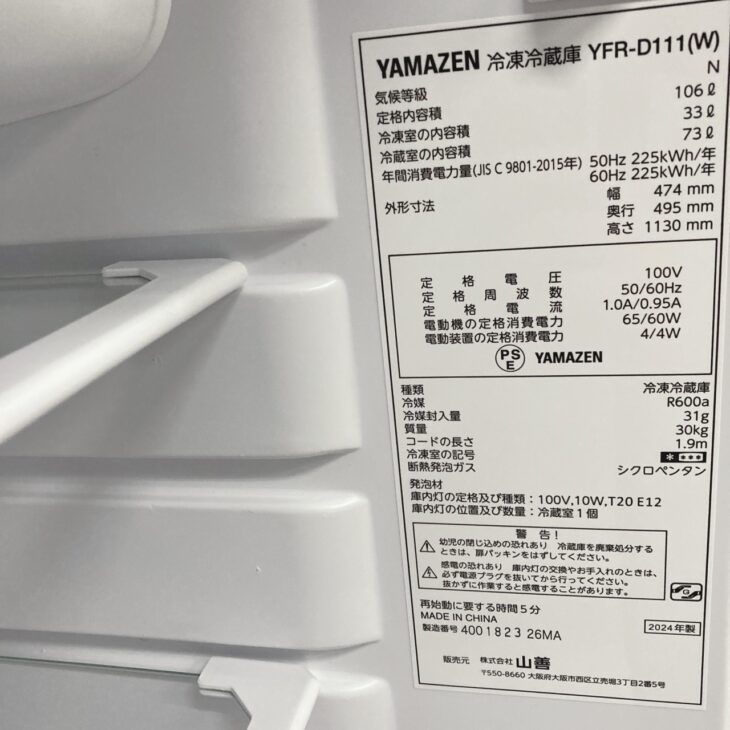 YAMAZEN 冷凍冷蔵庫 YFR-D111(W)
気候等級 N
定格内容積 106ℓ
冷凍室の内容積 33ℓ
冷蔵室の内容積 73ℓ
年間消費電力量(JIS C 9801-2015年) 50Hz 225kWh/年
60Hz 225kWh/年
外形寸法 幅 474 mm
奥行 495 mm
高さ 1130 mm
定格電圧 100V
定格周波数 50/60Hz
定格電流 1.0A/0.95A
電動機の定格消費電力 65/60W
電動装置の定格消費電力 4/4W
PSE YAMAZEN
種類 冷凍冷蔵庫
冷媒 R600a
冷媒封入量 31g
質量 30kg
コードの長さ 1.9m
冷凍室の記号 * ***
断熱発泡ガス シクロペンタン
発泡材
庫内灯の定格及び種類：100V,10W,T20 E12
庫内灯の位置及び数量：冷蔵室1個
警 告！
幼児の閉じ込めの恐れあり 冷蔵庫を廃棄処分する
ときは、扉パッキンをはずしてください。
感電の恐れあり 庫内灯の交換やお手入れのときは、
必ず電源プラグを抜いてから行ってください。
抜かずに作業すると感電することがあります。
G
再始動に要する時間5分
MADE IN CHINA
製造番号 4001823 26MA 2024年製
販売元 株式会社 山善
〒550-8660 大阪府大阪市西区立売堀3丁目2番5号